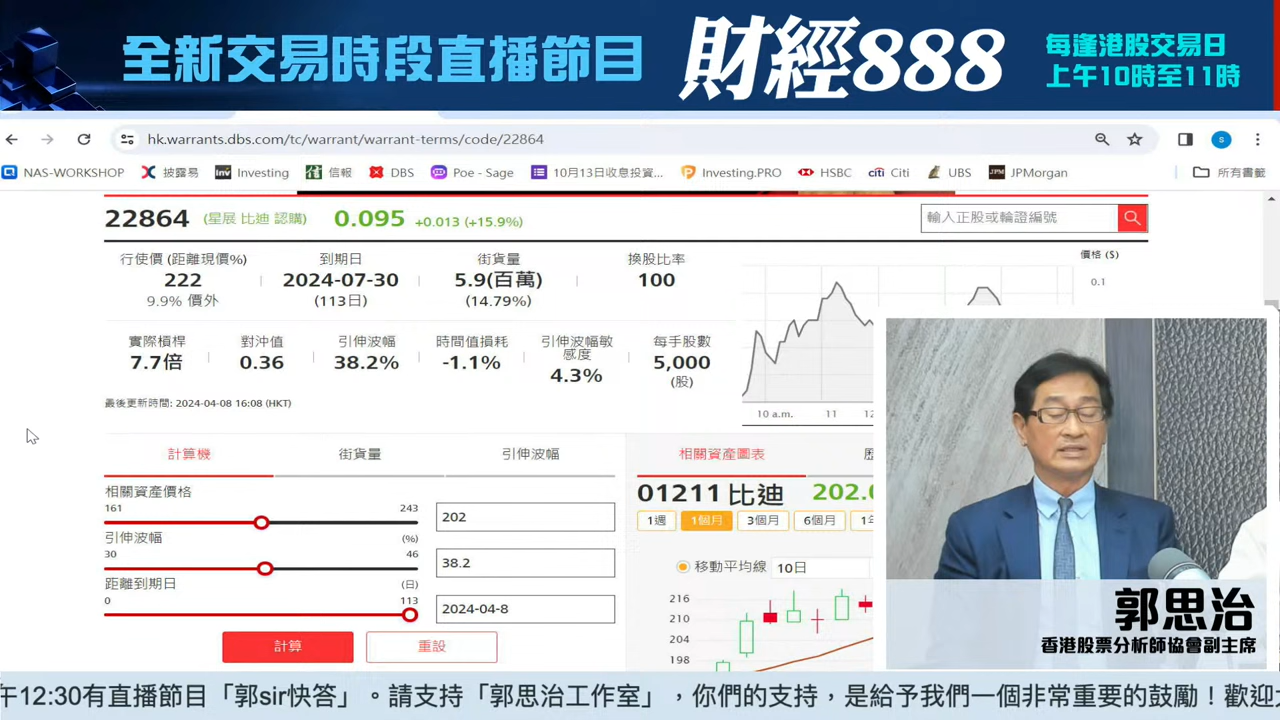 全新交易時段直播節目
財經888
每逢港股交易日
上午10時至11時
hk.warrants.dbs.com/tc/warrant/warrant-terms/code/22864
NAS-WORKSHOP
披露易
Investing
信報
DBS
Poe - Sage
10月13日收息投資...
Investing.PRO
HSBC
citi Citi
UBS
JPMorgan
所有書籤
22864 (星展 比迪 認購) 0.095 +0.013 (+15.9%)
輸入正股或輪證編號
行使價 (距離現價%)
222
9.9% 價外
到期日
2024-07-30
(113日)
街貨量
5.9(百萬)
(14.79%)
換股比率
100
實際槓桿
7.7倍
對沖值
0.36
引伸波幅
38.2%
時間值損耗
-1.1%
引伸波幅敏
感度
4.3%
每手股數
5,000
(股)
最後更新時間: 2024-04-08 16:08 (HKT)
價格 ($)
0.1
10 a.m.
11
12
計算機
街貨量
引伸波幅
相關資產價格
161
243
202
引伸波幅
(%)
30
46
38.2
距離到期日
(日)
0
113
2024-04-8
計算
重設
相關資產圖表
01211 比迪 202.
1週
1個月
3個月
6個月
移動平均線
10日
216
210
204
198
郭思治
香港股票分析師協會副主席
午12:30有直播節目「郭sir快答」。請支持「郭思治工作室」，你們的支持，是給予我們一個非常重要的鼓勵！歡迎